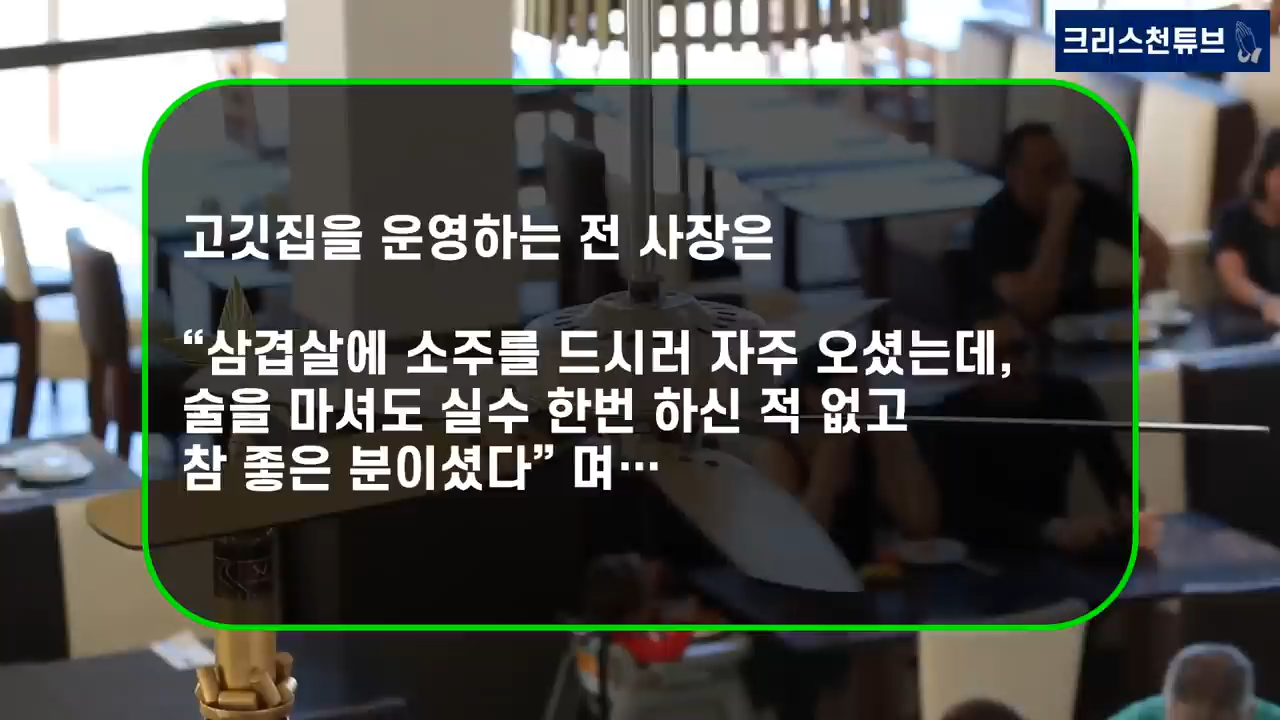 크리스천튜브
고깃집을 운영하는 전 사장은
“삼겹살에 소주를 드시러 자주 오셨는데,
술을 마셔도 실수 한번 하신 적 없고
참 좋은 분이셨다” 며…